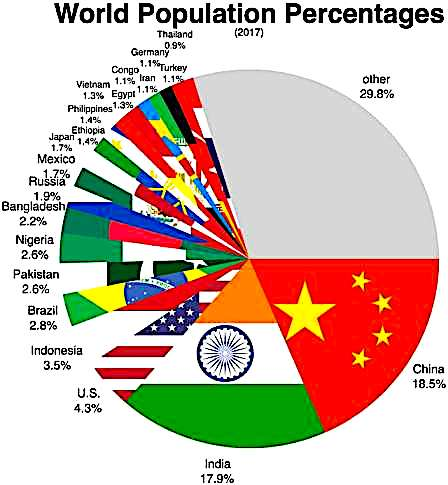 World Population Percentages
(2017)
Thailand
0.9%
Germany
1.1%
Turkey
1.1%
Congo
1.1%
Iran
1.1%
Vietnam
1.3%
Egypt
1.3%
Philippines
1.4%
Ethiopia
1.4%
Japan
1.7%
Mexico
1.7%
Russia
1.9%
Bangladesh
2.2%
Nigeria
2.6%
Pakistan
2.6%
Brazil
2.8%
Indonesia
3.5%
U.S.
4.3%
India
17.9%
China
18.5%
other
29.8%